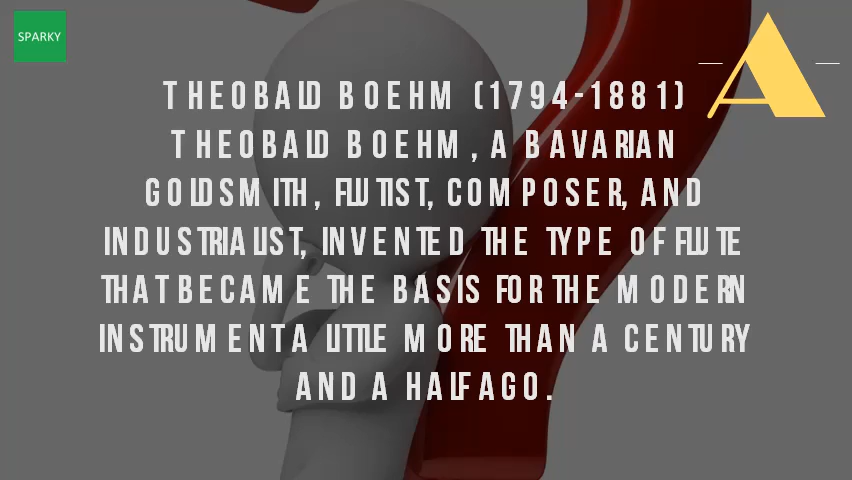 SPARKY
A
THEOBALD BOEHM (1794-1881)
THEOBALD BOEHM, A BAVARIAN
GOLDSMITH, FLUTIST, COMPOSER, AND
INDUSTRIALIST, INVENTED THE TYPE OF FLUTE
THAT BECAME THE BASIS FOR THE MODERN
INSTRUMENT A LITTLE MORE THAN A CENTURY
AND A HALF AGO.